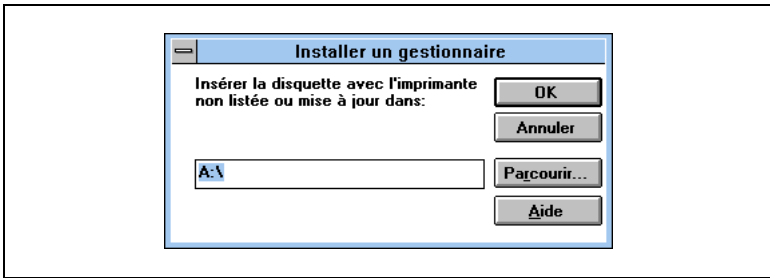 Installer un gestionnaire
Insérer la disquette avec l'imprimante
non listée ou mise à jour dans:
OK
Annuler
A:\
Parcourir...
Aide